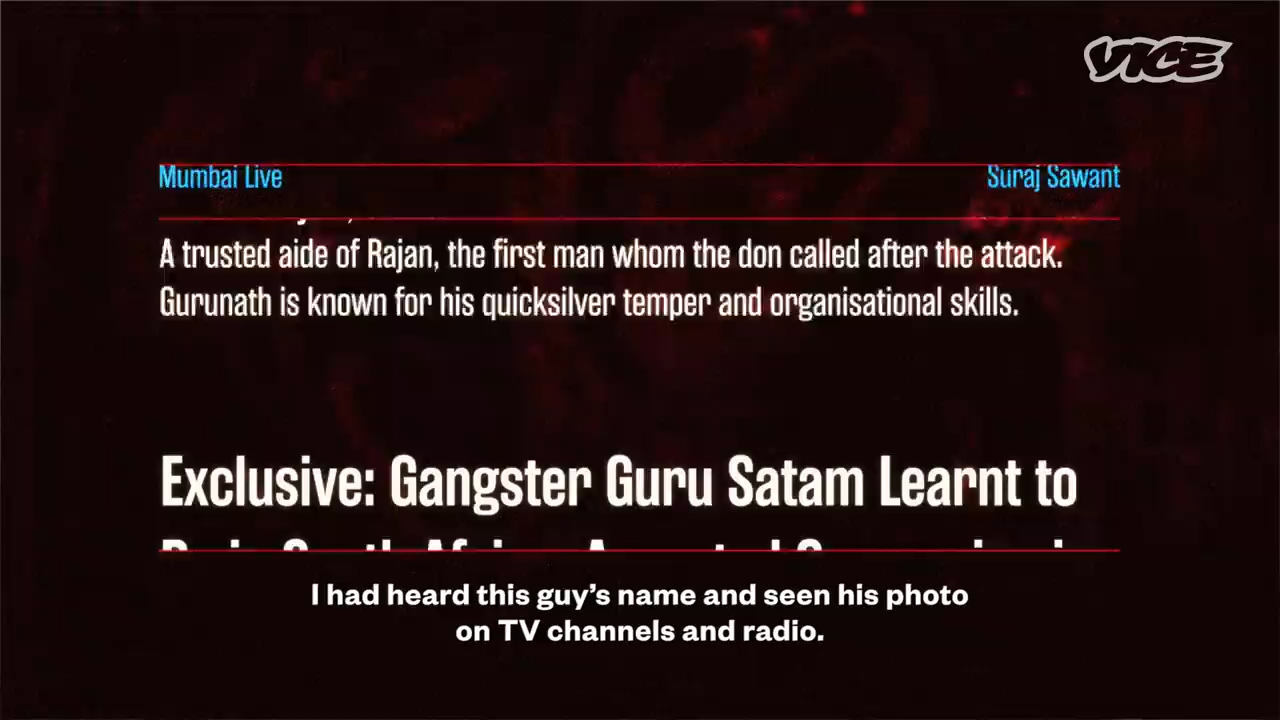 VICE
Mumbai Live
Suraj Sawant
A trusted aide of Rajan, the first man whom the don called after the attack.
Gurunath is known for his quicksilver temper and organisational skills.
Exclusive: Gangster Guru Satam Learnt to
I had heard this guy's name and seen his photo
on TV channels and radio.